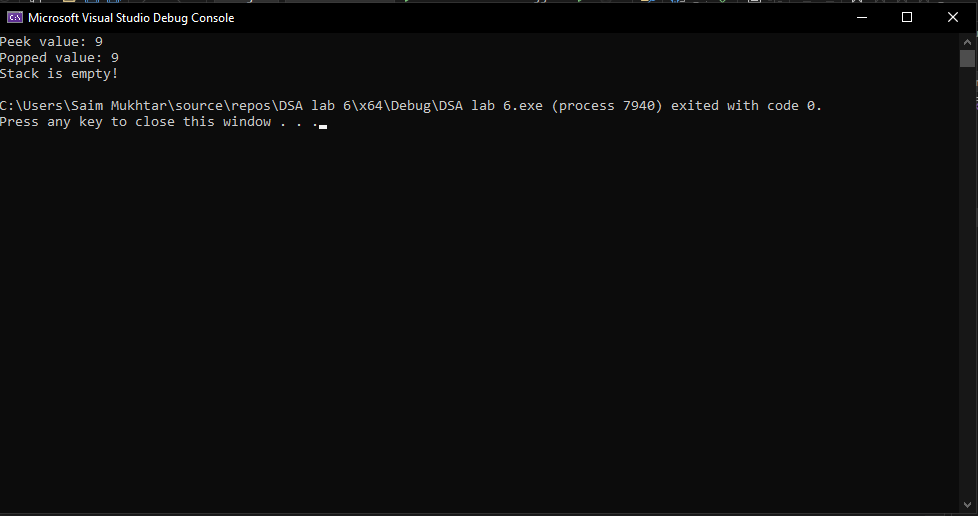 Microsoft Visual Studio Debug Console
Peek value: 9
Popped value: 9
Stack is empty!
C:\Users\Saim Mukhtar\source\repos\DSA lab 6\x64\Debug\DSA lab 6.exe (process 7940) exited with code 0.
Press any key to close this window . . .